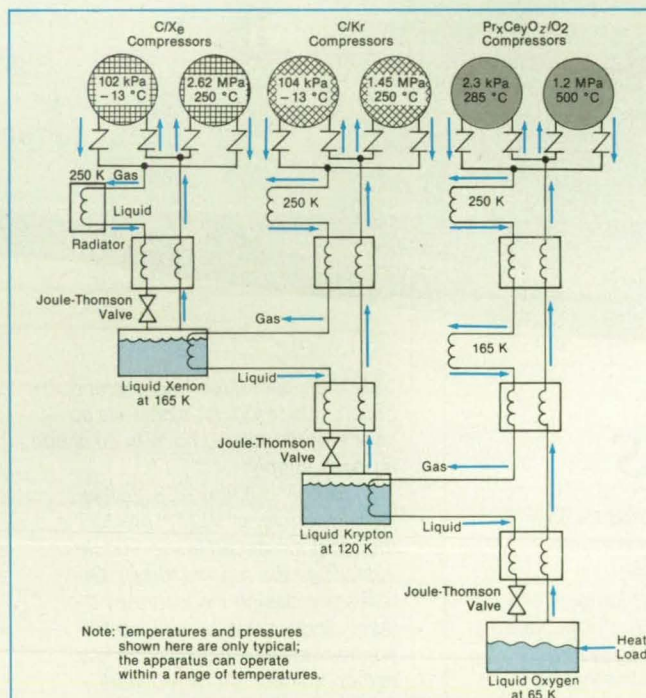 C/Xe
Compressors
C/Kr
Compressors
PrxCeyOz/O2
Compressors
102 kPa
– 13 °C
2.62 MPa
250 °C
104 kPa
– 13 °C
1.45 MPa
250 °C
2.3 kPa
285 °C
1.2 MPa
500 °C
250 K
Gas
Liquid
Radiator
250 K
250 K
Joule-Thomson
Valve
Gas
165 K
Liquid
Liquid Xenon
at 165 K
Joule-Thomson
Valve
Gas
Liquid
Liquid Krypton
at 120 K
Joule-Thomson
Valve
Note: Temperatures and pressures
shown here are only typical;
the apparatus can operate
within a range of temperatures.
Heat
Load
Liquid Oxygen
at 65 K
S